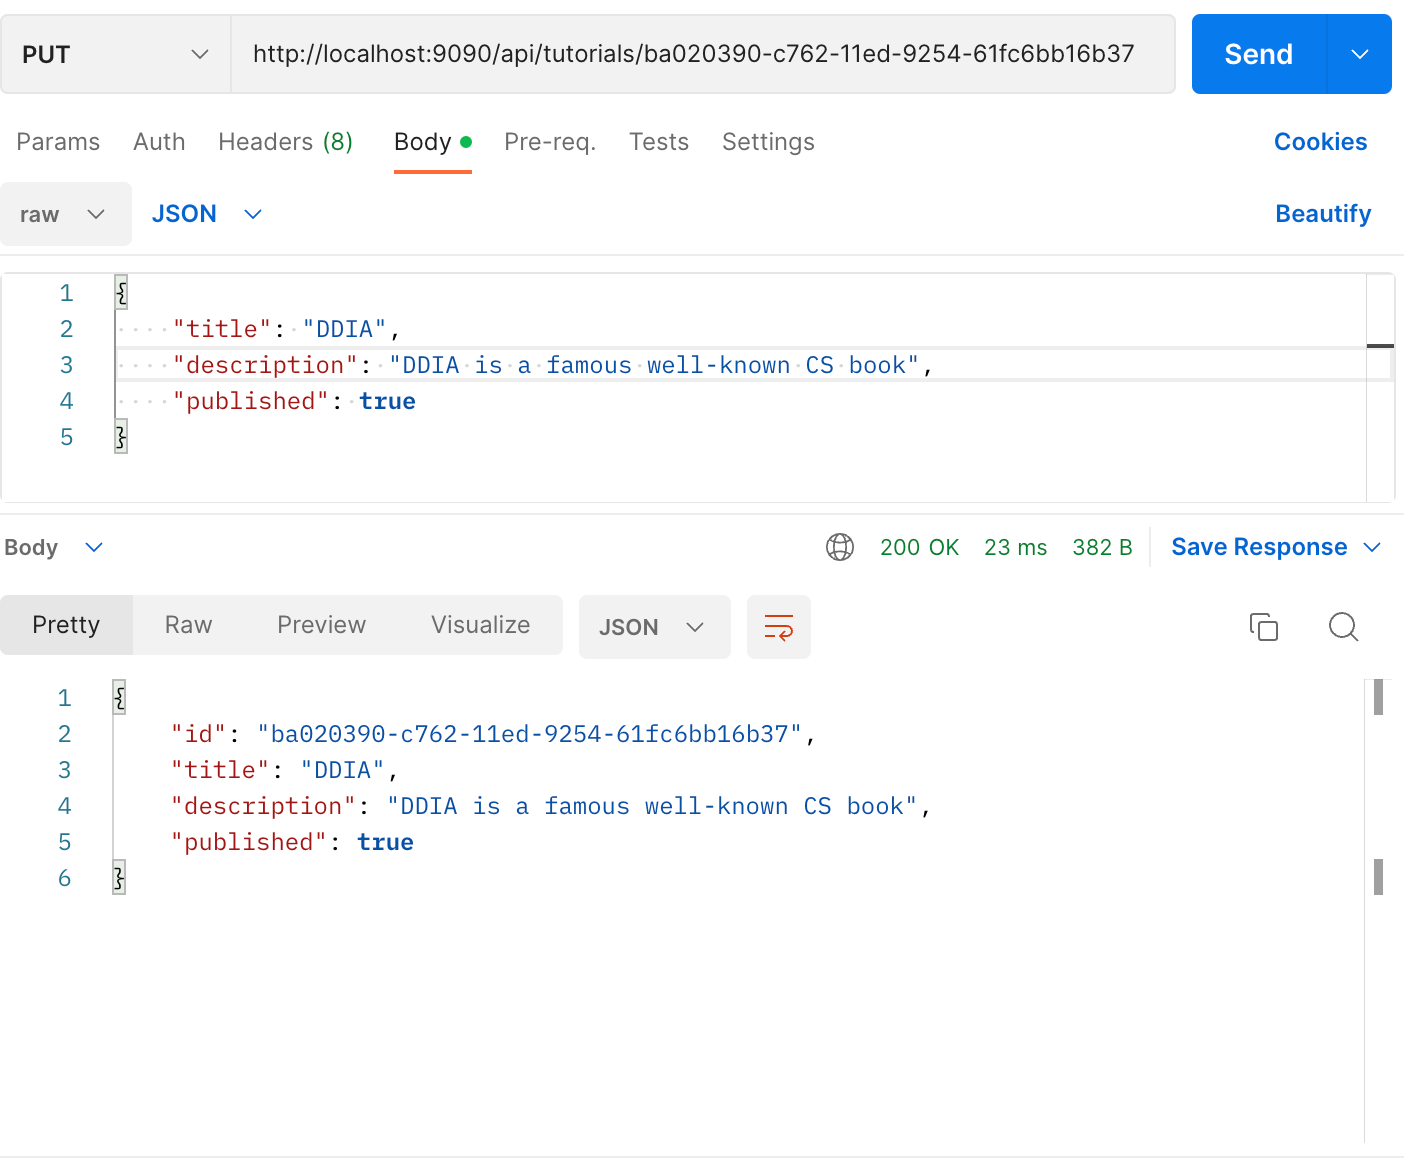 PUT http://localhost:9090/api/tutorials/ba020390-c762-11ed-9254-61fc6bb16b37 Send
Params Auth Headers (8) Body Pre-req. Tests Settings Cookies
raw JSON Beautify
1 {
2 "title": "DDIA",
3 "description": "DDIA is a famous well-known CS book",
4 "published": true
5 }
Body 200 OK 23 ms 382 B Save Response
Pretty Raw Preview Visualize JSON
1 {
2 "id": "ba020390-c762-11ed-9254-61fc6bb16b37",
3 "title": "DDIA",
4 "description": "DDIA is a famous well-known CS book",
5 "published": true
6 }